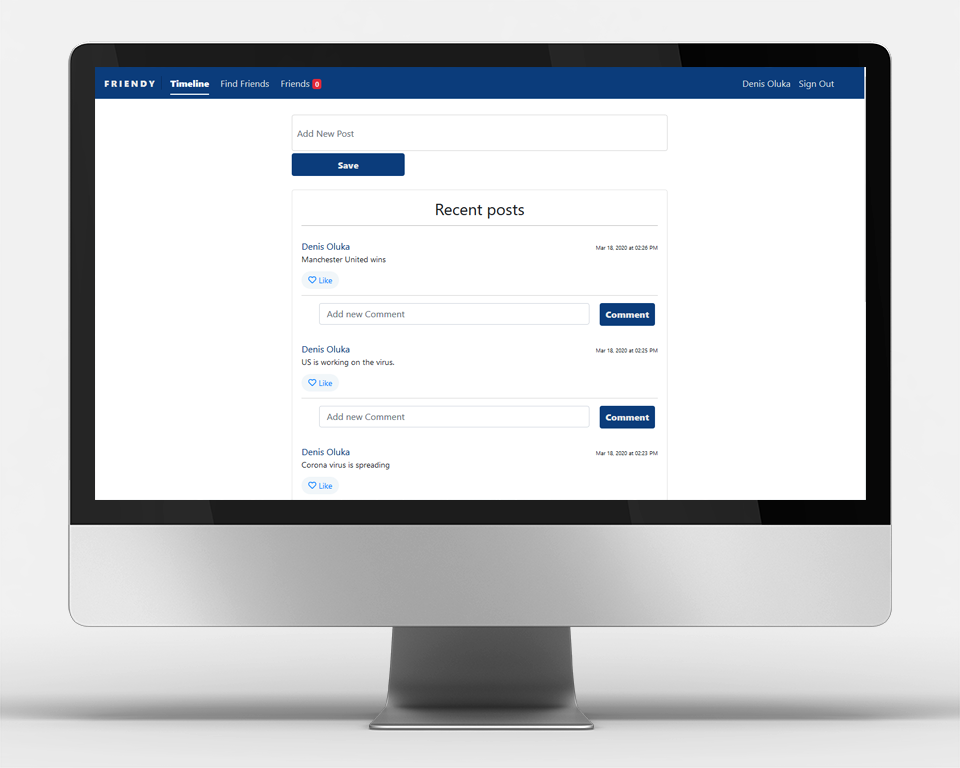 FRIENDY Timeline Find Friends Friends 0 Denis Oluka Sign Out
Add New Post
Save
Recent posts
Denis Oluka Mar 18, 2020 at 02:26 PM
Manchester United wins
Like
Add new Comment Comment
Denis Oluka Mar 18, 2020 at 02:25 PM
US is working on the virus.
Like
Add new Comment Comment
Denis Oluka Mar 18, 2020 at 02:23 PM
Corona virus is spreading
Like